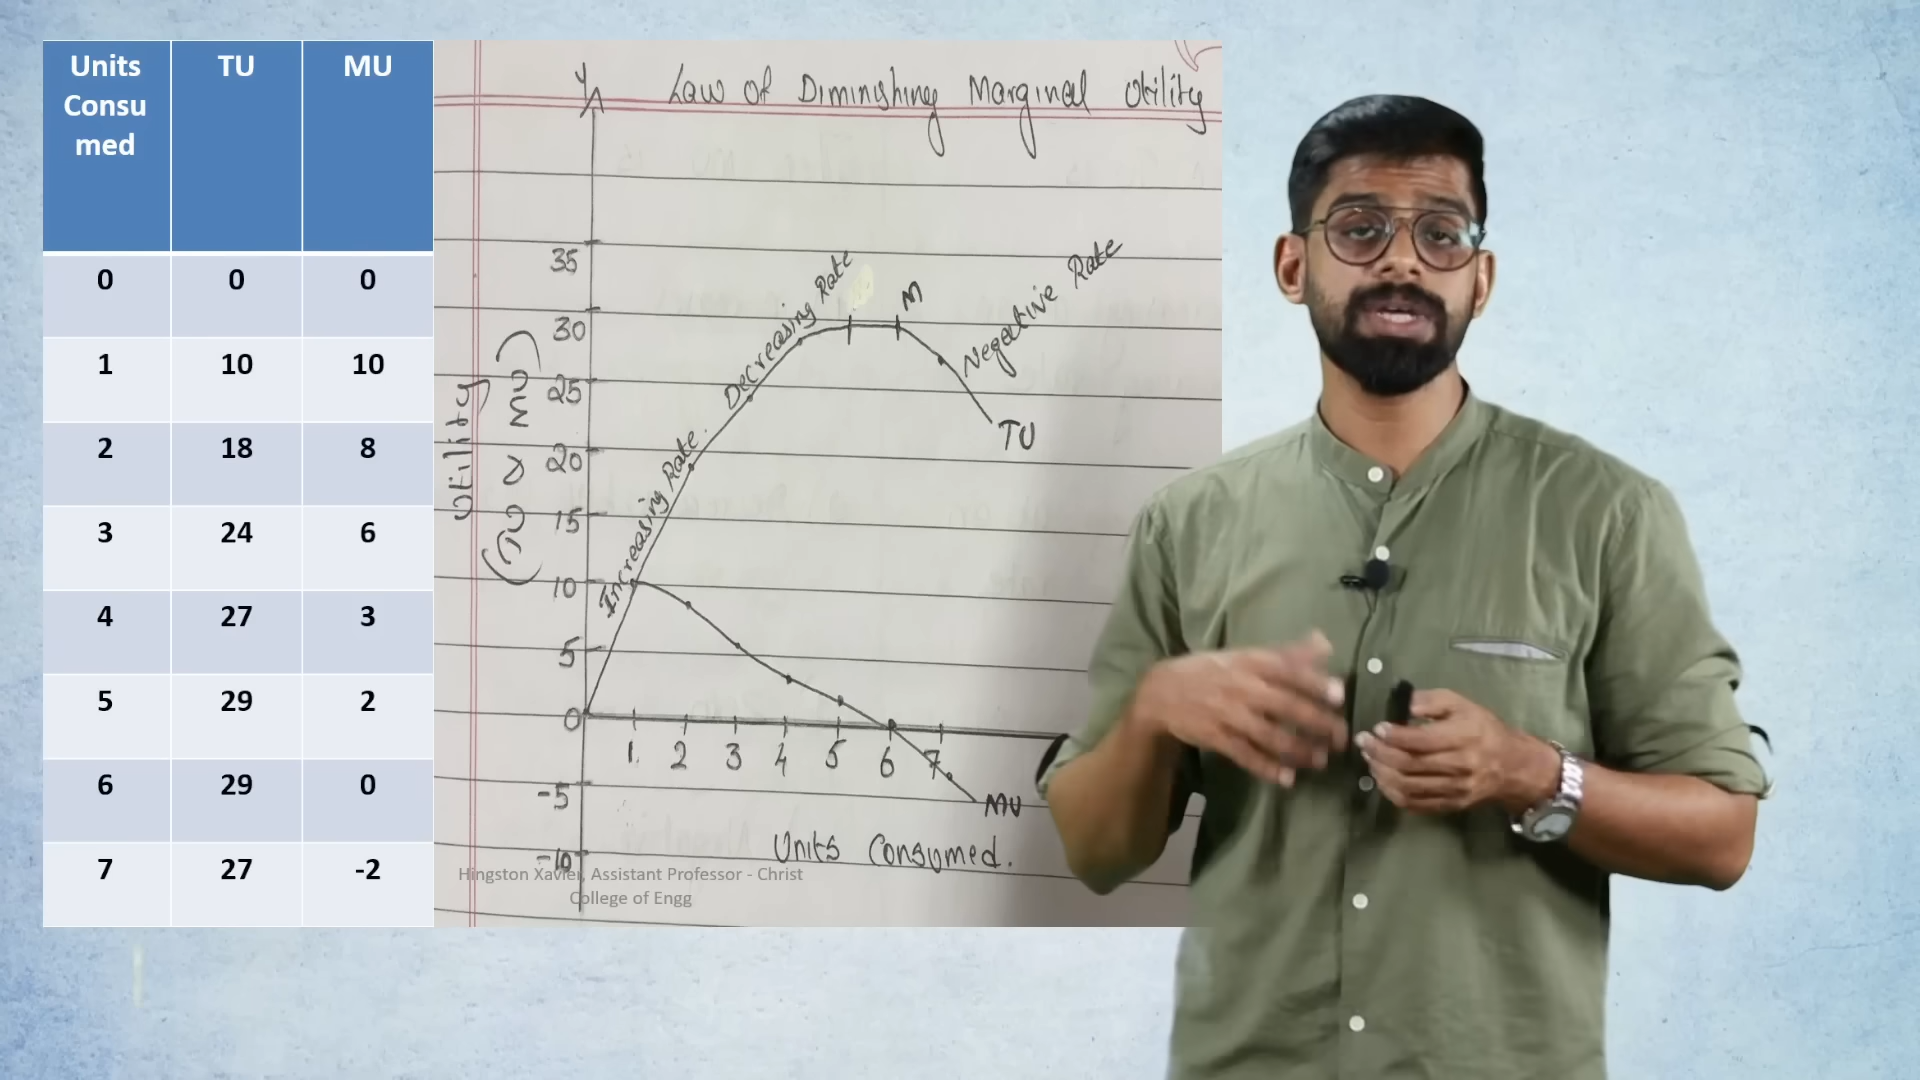 Units Consu med TU MU
0 0 0
1 10 10
2 18 8
3 24 6
4 27 3
5 29 2
6 29 0
7 27 -2
Law of Diminishing Marginal Utility
Y
35
30
25
20
15
10
5
0
-5
-10
Utility
(TU & MU)
Increasing Rate.
Decreasing Rate
M
Negative Rate
TU
1. 2 3 4 5 6 7
MU
Units Consumed.
Hingston Xavier, Assistant Professor - Christ
College of Engg